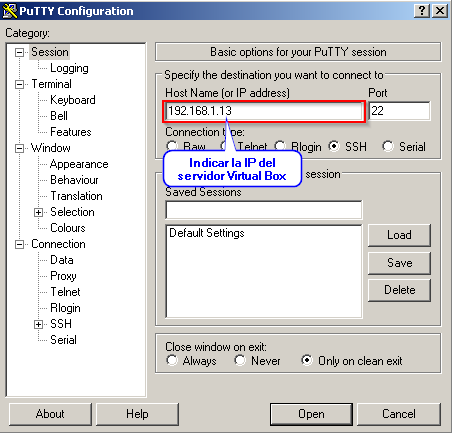 PuTTY Configuration
Category:
Session
Logging
Terminal
Keyboard
Bell
Features
Window
Appearance
Behaviour
Translation
Selection
Colours
Connection
Data
Proxy
Telnet
Rlogin
SSH
Serial
Basic options for your PuTTY session
Specify the destination you want to connect to
Host Name (or IP address) Port
192.168.1.13 22
Connection type:
Raw Telnet Rlogin SSH Serial
Indicar la IP del
servidor Virtual Box
session
Saved Sessions
Default Settings
Load
Save
Delete
Close window on exit:
Always Never Only on clean exit
About Help Open Cancel